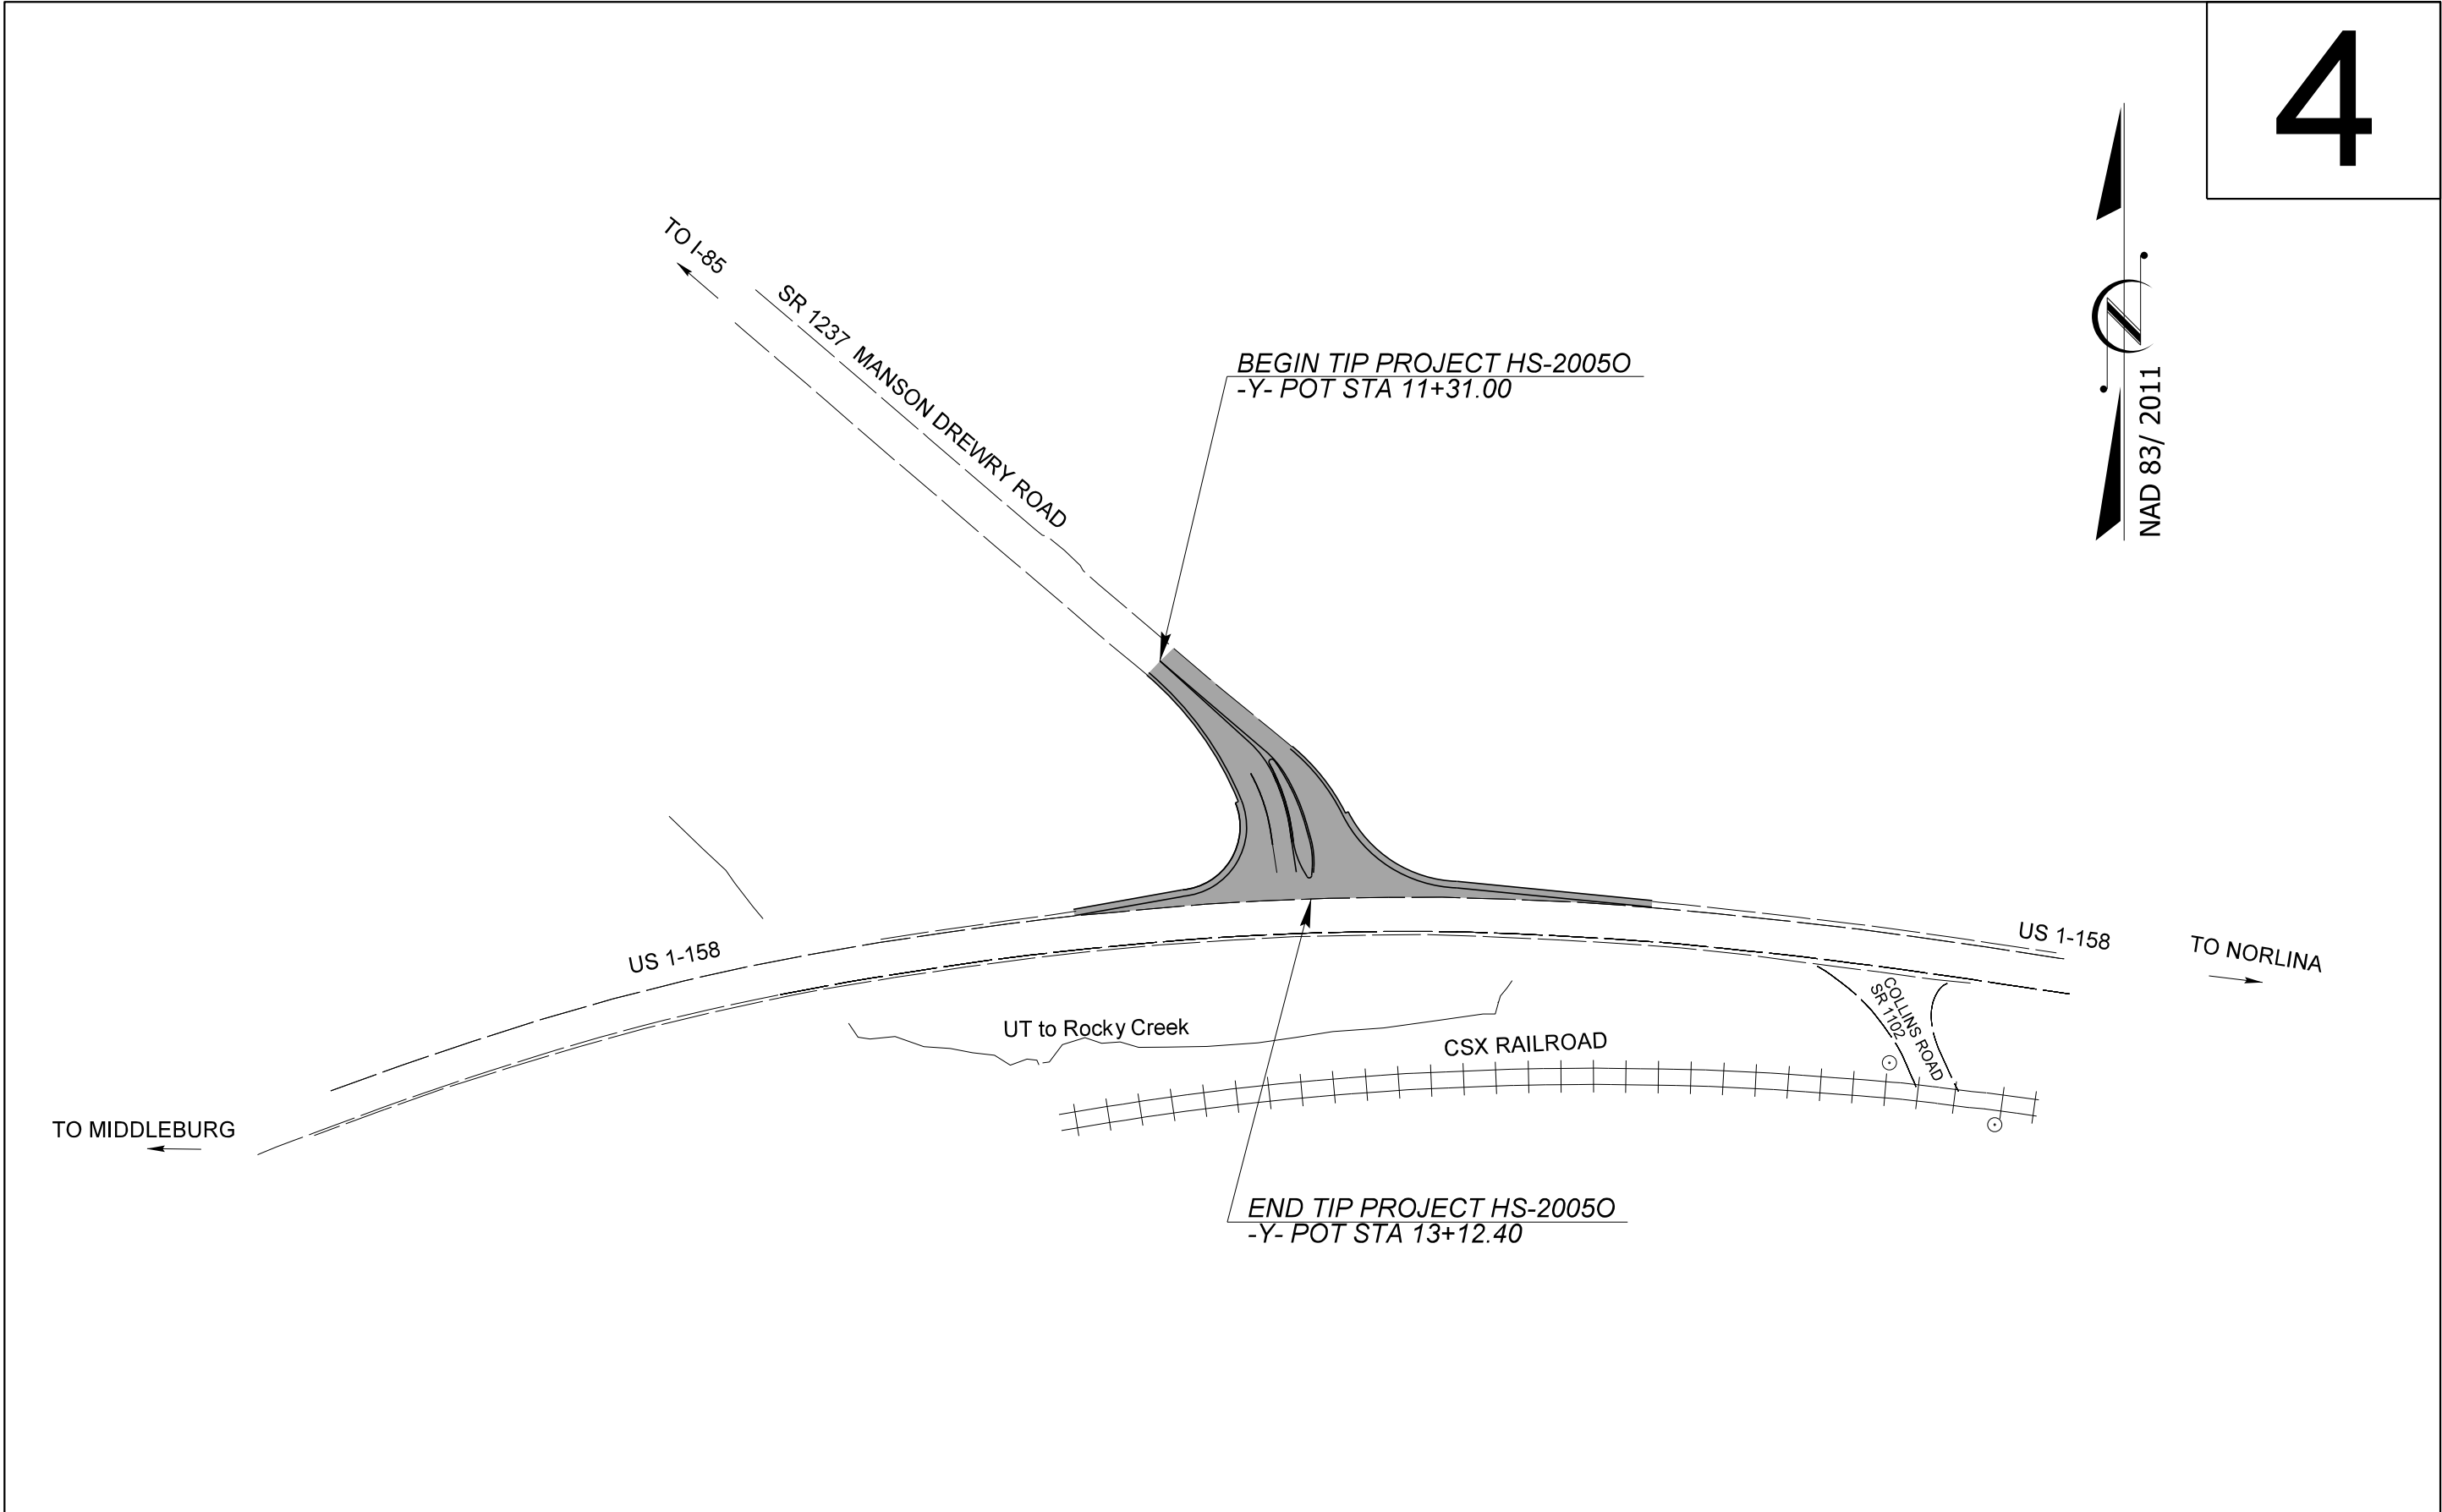 4
TO I-85
SR 1237 MANSON DREWRY ROAD
BEGIN TIP PROJECT HS-2005O
-Y- POT STA 11+31.00
N
NAD 83/ 2011
US 1-158
US 1-158
TO NORLINA
COLLINS ROAD
SR 1102
UT to Rocky Creek
CSX RAILROAD
TO MIDDLEBURG
END TIP PROJECT HS-2005O
-Y- POT STA 13+12.40